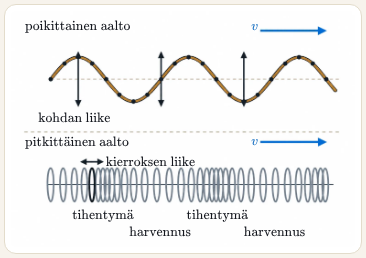 poikittainen aalto
v
kohdan liike
pitkittäinen aalto
v
kierroksen liike
tihentymä
tihentymä
harvennus
harvennus